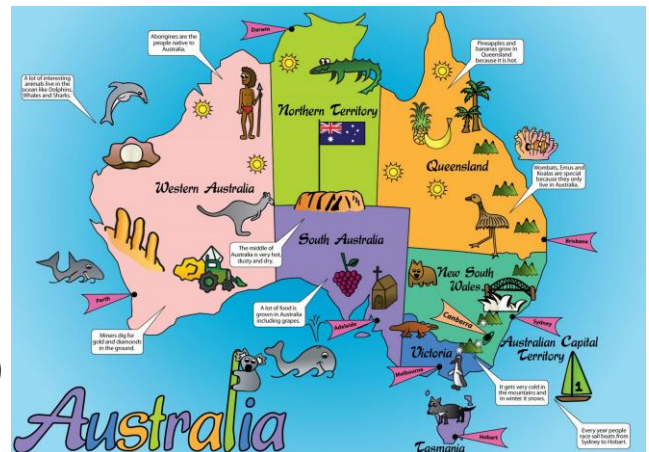 Darwin
Aborigines are the
people native to
Australia.
Pineapples and
bananas grow in
Queensland
because it is hot.
A lot of interesting
animals live in the
ocean like Dolphins,
Whales and Sharks.
Northern Territory
Queensland
Wombats, Emus and
Koalas are special
because they only
live in Australia.
Western Australia
South Australia
The middle of
Australia is very hot,
dusty and dry.
Brisbane
New South
Wales
Perth
A lot of food is
grown in Australia
including grapes.
Canberra
Sydney
Adelaide
Miners dig for
gold and diamonds
in the ground.
Victoria
Australian Capital
Territory
Melbourne
It gets very cold in
the mountains and
in winter it snows.
1
Australia
Tasmania
Hobart
Every year people
race sail boats from
Sydney to Hobart.